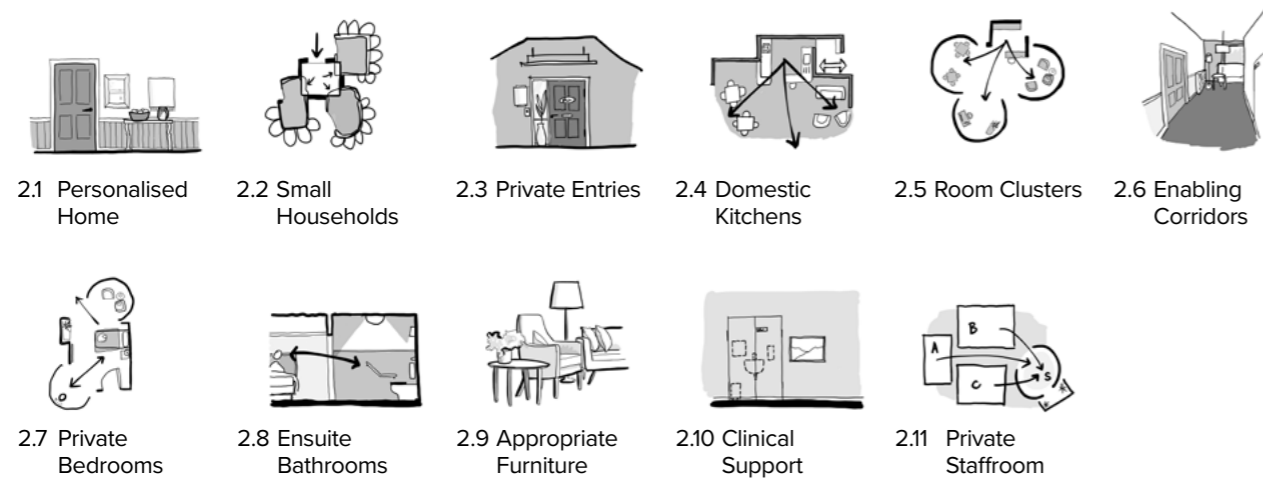 2.1 Personalised
Home
2.2 Small
Households
2.3 Private Entries
2.4 Domestic
Kitchens
2.5 Room Clusters
2.6 Enabling
Corridors
B
A
C
S
2.7 Private
Bedrooms
2.8 Ensuite
Bathrooms
2.9 Appropriate
Furniture
2.10 Clinical
Support
2.11 Private
Staffroom